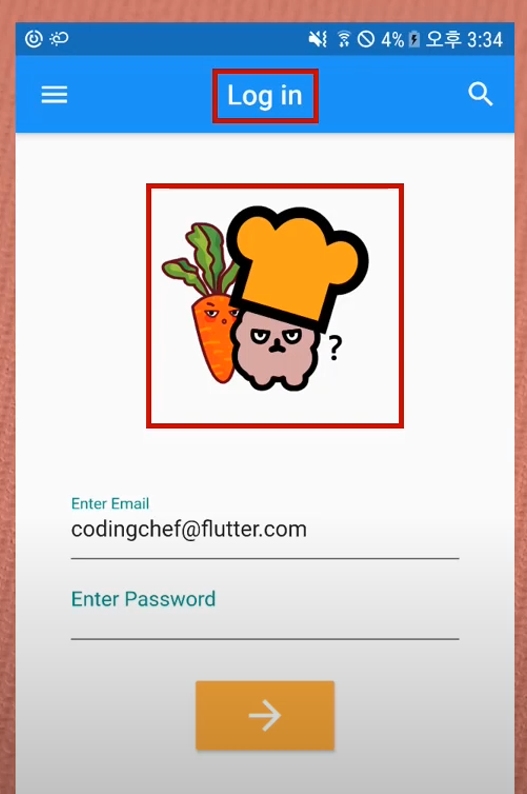 4% 오후 3:34
Log in
?
Enter Email
codingchef@flutter.com
Enter Password